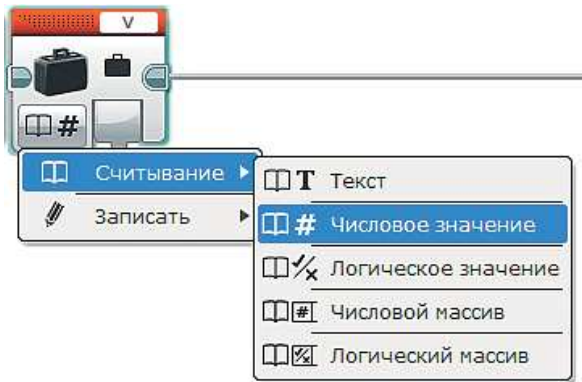 V
#
Считывание
Записать
T Текст
# Числовое значение
Логическое значение
# Числовой массив
Логический массив